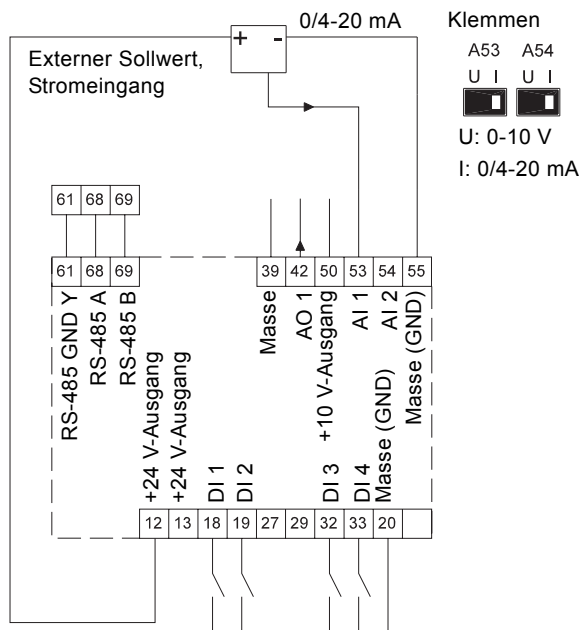 0/4-20 mA
+ -
Externer Sollwert,
Stromeingang
Klemmen
A53 A54
U I U I
U: 0-10 V
I: 0/4-20 mA
61 68 69
61 68 69
39 42 50 53 54 55
RS-485 GND Y
RS-485 A
RS-485 B
Masse
AO 1
+10 V-Ausgang
AI 1
AI 2
Masse (GND)
+24 V-Ausgang
+24 V-Ausgang
DI 1
DI 2
DI 3
DI 4
Masse (GND)
12 13 18 19 27 29 32 33 20